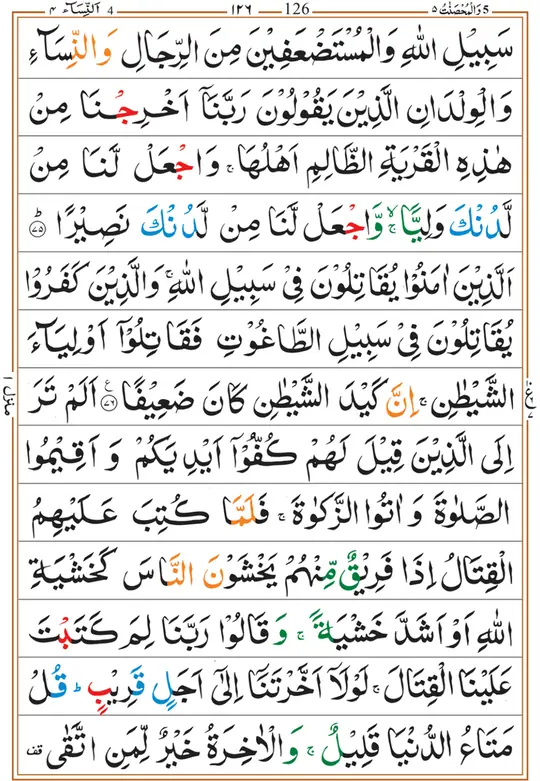 5 وَالْمُحْصَنٰتُ ٥ 126 ١٢٦ 4 اَلنِّسَآء ٤
سَبِيْلِ اللّٰهِ وَالْمُسْتَضْعَفِيْنَ مِنَ الرِّجَالِ وَالنِّسَآءِ
وَالْوِلْدَانِ الَّذِيْنَ يَقُوْلُوْنَ رَبَّنَاۤ اَخْرِجْنَا مِنْ
هٰذِهِ الْقَرْيَةِ الظَّالِمِ اَهْلُهَا ۚ وَاجْعَلْ لَّنَا مِنْ
لَّدُنْكَ وَلِيًّا ۙ وَّاجْعَلْ لَّنَا مِنْ لَّدُنْكَ نَصِيْرًا ؕ ﴿٧٥﴾
اَلَّذِيْنَ اٰمَنُوْا يُقَاتِلُوْنَ فِيْ سَبِيْلِ اللّٰهِ ۚ وَالَّذِيْنَ كَفَرُوْا
يُقَاتِلُوْنَ فِيْ سَبِيْلِ الطَّاغُوْتِ فَقَاتِلُوْۤا اَوْلِيَآءَ
الشَّيْطٰنِ ۚ اِنَّ كَيْدَ الشَّيْطٰنِ كَانَ ضَعِيْفًا ﴿٧٦﴾ ع اَلَمْ تَرَ
اِلَى الَّذِيْنَ قِيْلَ لَهُمْ كُفُّوْۤا اَيْدِيَكُمْ وَاَقِيْمُوا
الصَّلٰوةَ وَاٰتُوا الزَّكٰوةَ ۚ فَلَمَّا كُتِبَ عَلَيْهِمُ
الْقِتَالُ اِذَا فَرِيْقٌ مِّنْهُمْ يَخْشَوْنَ النَّاسَ كَخَشْيَةِ
اللّٰهِ اَوْ اَشَدَّ خَشْيَةً ۚ وَقَالُوْا رَبَّنَا لِمَ كَتَبْتَ
عَلَيْنَا الْقِتَالَ ۚ لَوْلَاۤ اَخَّرْتَنَاۤ اِلٰٓى اَجَلٍ قَرِيْبٍ ؕ قُلْ
مَتَاعُ الدُّنْيَا قَلِيْلٌ ۚ وَالْاٰخِرَةُ خَيْرٌ لِّمَنِ اتَّقٰى قف
منزل ١